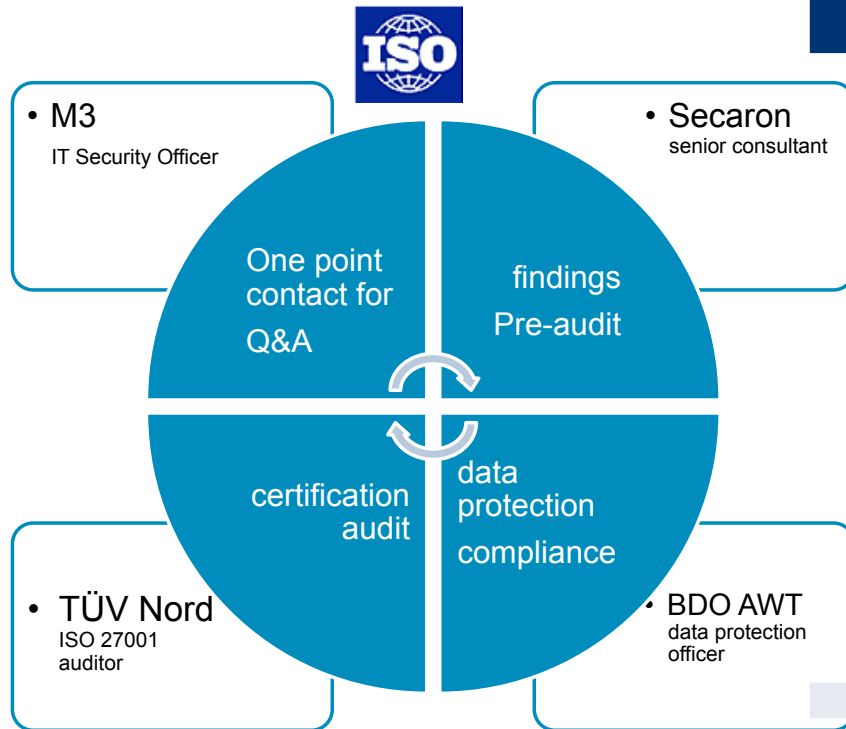 ISO
• M3
IT Security Officer
• Secaron
senior consultant
One point
contact for
Q&A
findings
Pre-audit
certification
audit
data
protection
compliance
• TÜV Nord
ISO 27001
auditor
• BDO AWT
data protection
officer